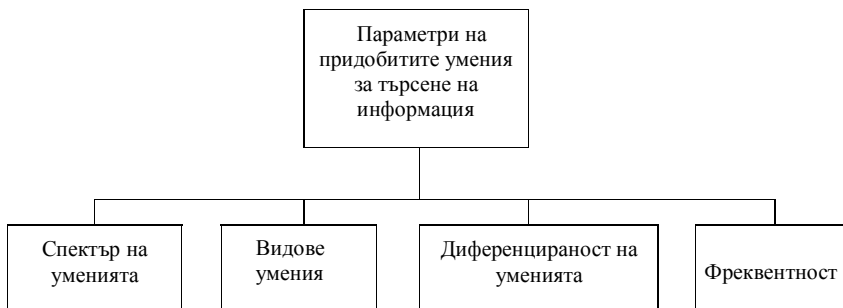 Параметри на
придобитите умения
за търсене на
информация
Спектър на
уменията
Видове
умения
Диференцираност на
уменията
Фреквентност